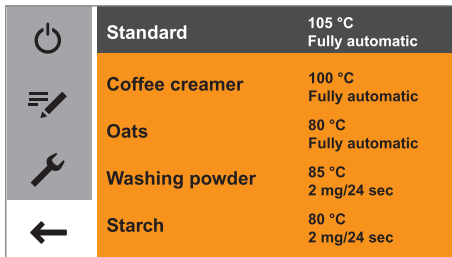 Standard
105 °C
Fully automatic
Coffee creamer
100 °C
Fully automatic
Oats
80 °C
Fully automatic
Washing powder
85 °C
2 mg/24 sec
Starch
80 °C
2 mg/24 sec